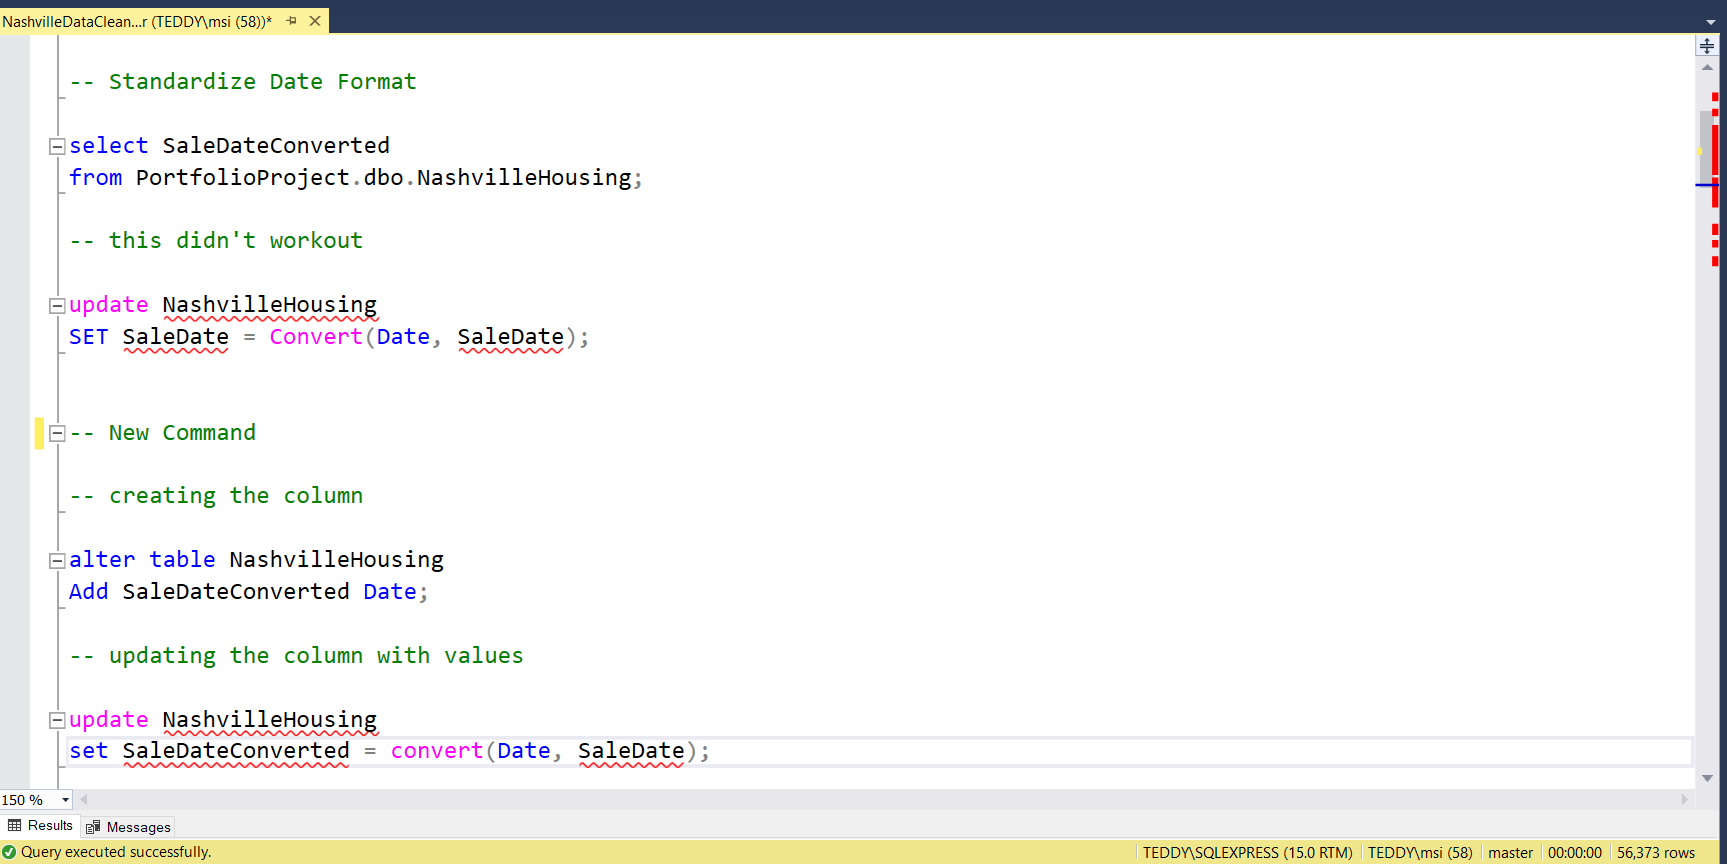 NashvilleDataClean...r (TEDDY\msi (58))*
-- Standardize Date Format
select SaleDateConverted
from PortfolioProject.dbo.NashvilleHousing;
-- this didn't workout
update NashvilleHousing
SET SaleDate = Convert(Date, SaleDate);
-- New Command
-- creating the column
alter table NashvilleHousing
Add SaleDateConverted Date;
-- updating the column with values
update NashvilleHousing
set SaleDateConverted = convert(Date, SaleDate);
150 %
Results Messages
Query executed successfully. TEDDY\SQLEXPRESS (15.0 RTM) TEDDY\msi (58) master 00:00:00 56,373 rows